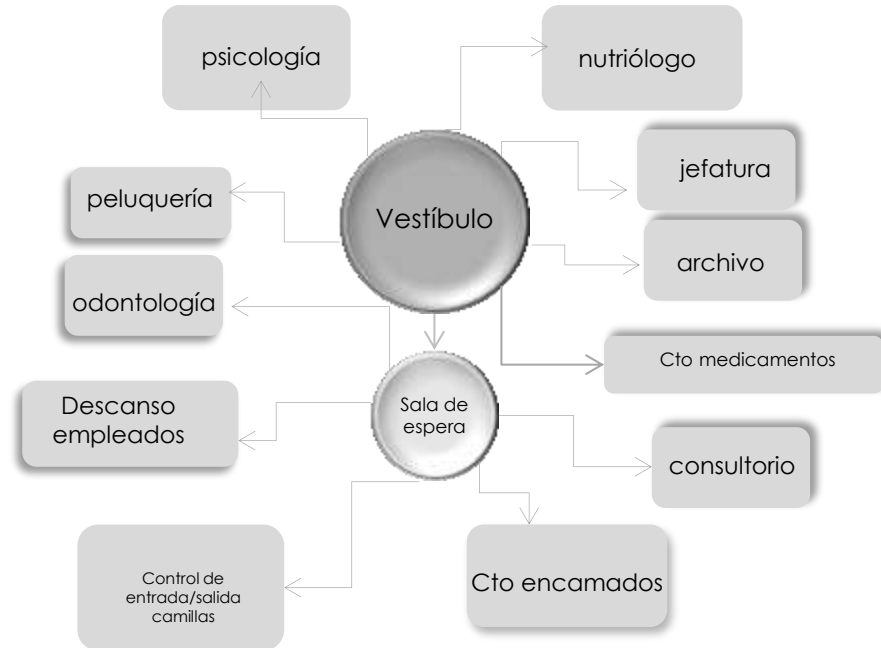 psicología
nutriólogo
jefatura
peluquería
Vestíbulo
archivo
odontología
Cto medicamentos
Descanso
empleados
Sala de
espera
consultorio
Control de
entrada/salida
camillas
Cto encamados